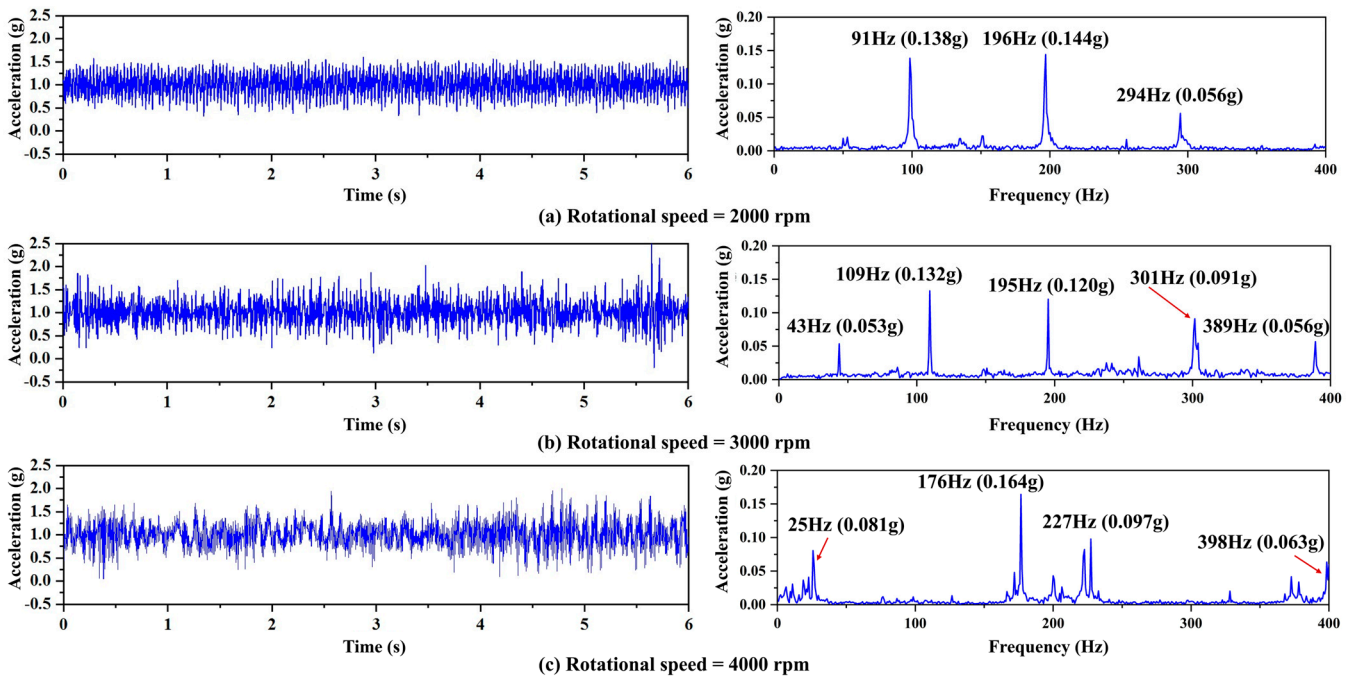 Acceleration (g)
2.5
2.0
1.5
1.0
0.5
0.0
-0.5
0 1 2 3 4 5 6
Time (s)
Acceleration (g)
0.20
0.15
0.10
0.05
0.00
91Hz (0.138g) 196Hz (0.144g)
294Hz (0.056g)
0 100 200 300 400
Frequency (Hz)
(a) Rotational speed = 2000 rpm
Acceleration (g)
2.5
2.0
1.5
1.0
0.5
0.0
-0.5
0 1 2 3 4 5 6
Time (s)
Acceleration (g)
0.20
0.15
0.10
0.05
0.00
109Hz (0.132g)
301Hz (0.091g)
195Hz (0.120g)
43Hz (0.053g)
389Hz (0.056g)
0 100 200 300 400
Frequency (Hz)
(b) Rotational speed = 3000 rpm
Acceleration (g)
2.5
2.0
1.5
1.0
0.5
0.0
-0.5
0 1 2 3 4 5 6
Time (s)
Acceleration (g)
0.20
0.15
0.10
0.05
0.00
176Hz (0.164g)
25Hz (0.081g)
227Hz (0.097g)
398Hz (0.063g)
0 100 200 300 400
Frequency (Hz)
(c) Rotational speed = 4000 rpm